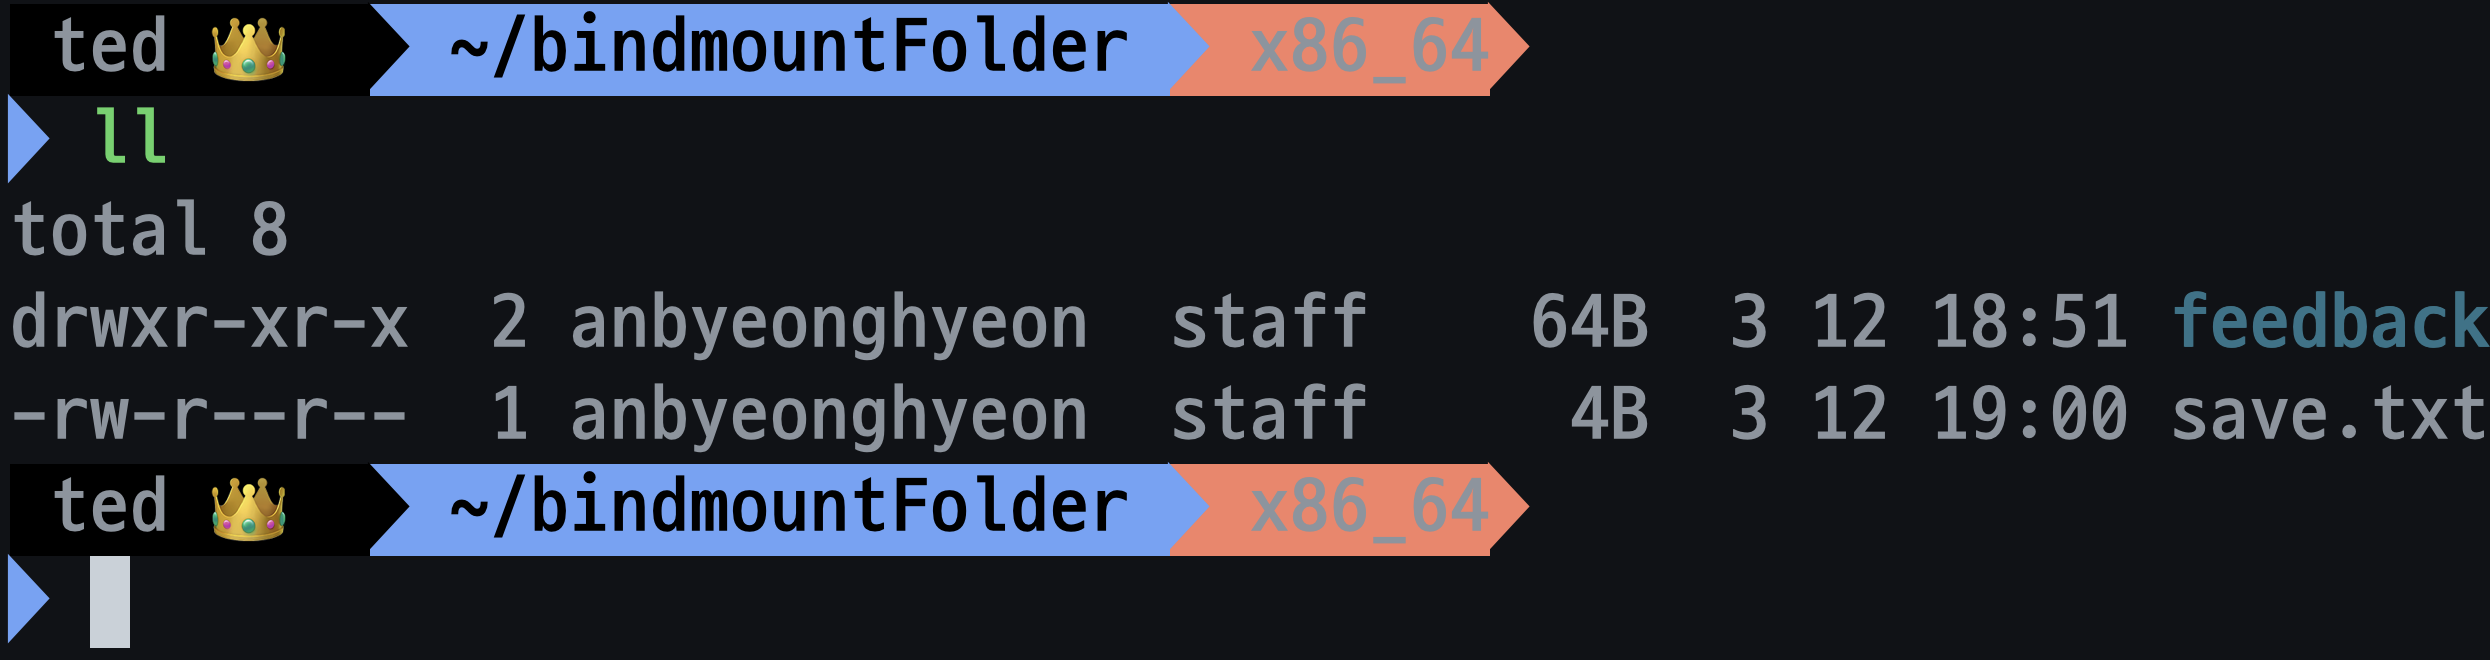 ted 👑 ~/bindmountFolder x86_64
ll
total 8
drwxr-xr-x  2 anbyeonghyeon  staff    64B  3 12 18:51 feedback
-rw-r--r--  1 anbyeonghyeon  staff     4B  3 12 19:00 save.txt
ted 👑 ~/bindmountFolder x86_64